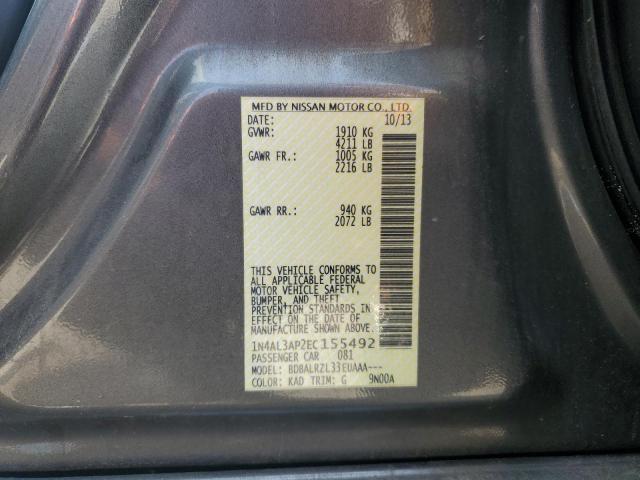 MFD BY NISSAN MOTOR CO., LTD.
DATE: 10/13
GVWR: 1910 KG
4211 LB
GAWR FR.: 1005 KG
2216 LB
GAWR RR.: 940 KG
2072 LB
THIS VEHICLE CONFORMS TO
ALL APPLICABLE FEDERAL
MOTOR VEHICLE SAFETY,
BUMPER, AND THEFT
PREVENTION STANDARDS IN
EFFECT ON THE DATE OF
MANUFACTURE SHOWN ABOVE.
1N4AL3AP2EC155492
PASSENGER CAR 081
MODEL: BDBALRZL33EUAAA---
COLOR: KAD TRIM: G 9N00A